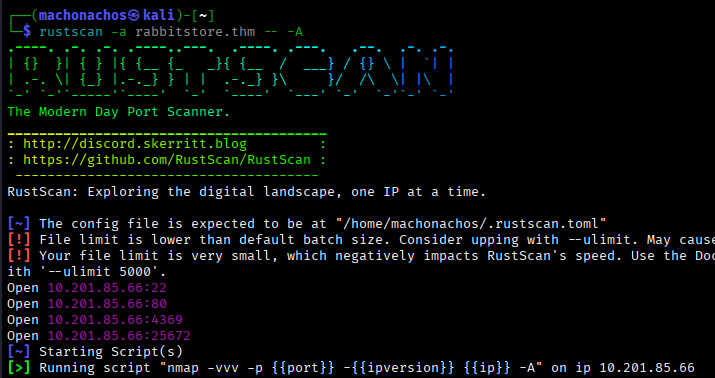 ┌──(machonachos㉿kali)-[~]
└─$ rustscan -a rabbitstore.thm -- -A
.----. .-. .-. .----..---.  .----. .---.   .--.  .-. .-.
| {}  }| { } |{ {__ {_   _}{ {__  /  ___} / {} \ |  `| |
| .-. \| {_} |.-._} } | |  .-._} }\     }/  /\  \| |\  |
`-' `-'`-----'`----'  `-'  `----'  `---' `-'  `-'`-' `-'
The Modern Day Port Scanner.
________________________________________
: http://discord.skerritt.blog         :
: https://github.com/RustScan/RustScan :
 --------------------------------------
RustScan: Exploring the digital landscape, one IP at a time.
[~] The config file is expected to be at "/home/machonachos/.rustscan.toml"
[!] File limit is lower than default batch size. Consider upping with --ulimit. May cause
[!] Your file limit is very small, which negatively impacts RustScan's speed. Use the Doc
ith '--ulimit 5000'.
Open 10.201.85.66:22
Open 10.201.85.66:80
Open 10.201.85.66:4369
Open 10.201.85.66:25672
[~] Starting Script(s)
[>] Running script "nmap -vvv -p {{port}} -{{ipversion}} {{ip}} -A" on ip 10.201.85.66